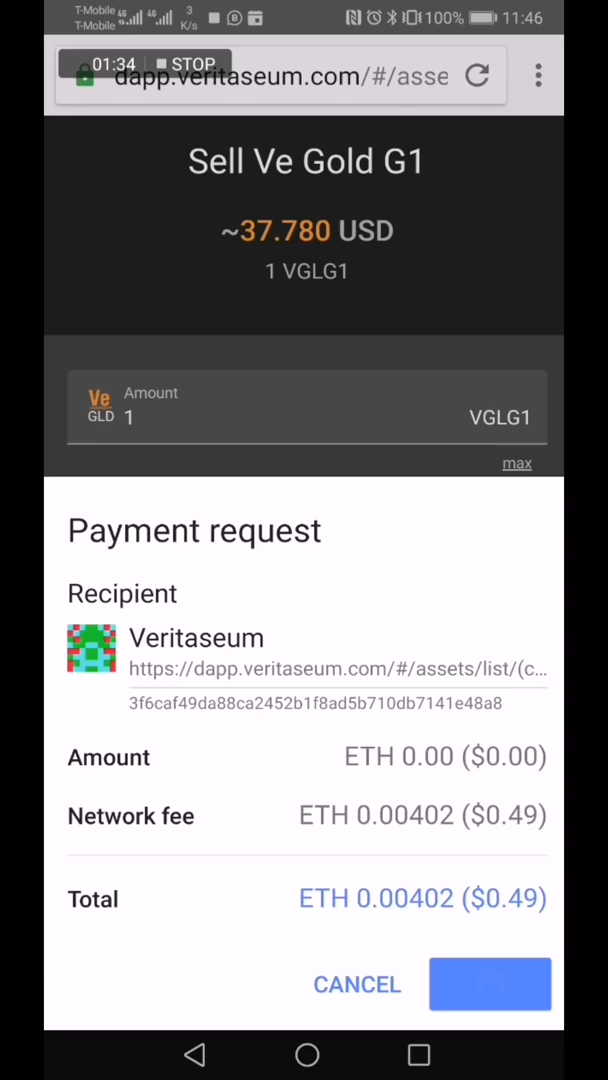 T-Mobile 4G 4G 3 100% 11:46
T-Mobile K/s
01:34 STOP
dapp.veritaseum.com/#/asse
Sell Ve Gold G1
~37.780 USD
1 VGLG1
Ve Amount
GLD 1 VGLG1
max
Payment request
Recipient
Veritaseum
https://dapp.veritaseum.com/#/assets/list/(c...
3f6caf49da88ca2452b1f8ad5b710db7141e48a8
Amount ETH 0.00 ($0.00)
Network fee ETH 0.00402 ($0.49)
Total ETH 0.00402 ($0.49)
CANCEL